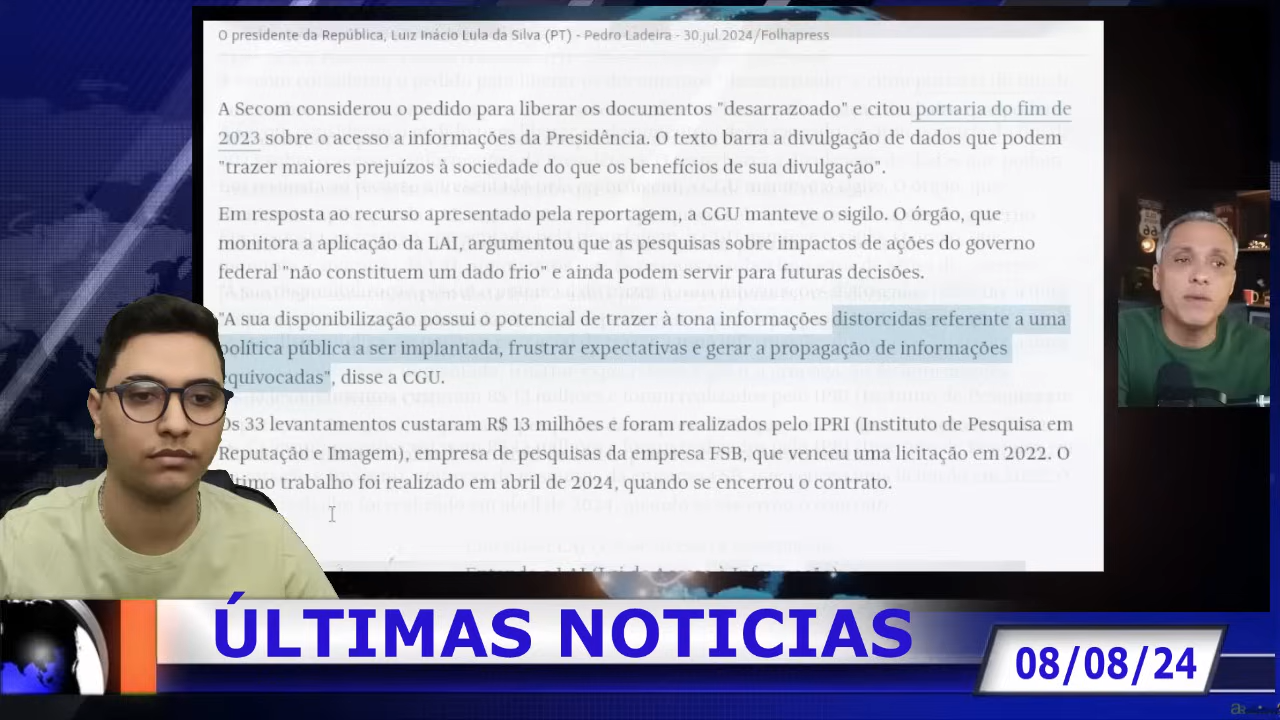 O presidente da República, Luiz Inácio Lula da Silva (PT) - Pedro Ladeira - 30.jul.2024/Folhapress
A Secom considerou o pedido para liberar os documentos "desarrazoado" e citou portaria do fim de
2023 sobre o acesso a informações da Presidência. O texto barra a divulgação de dados que podem
"trazer maiores prejuízos à sociedade do que os benefícios de sua divulgação".
Em resposta ao recurso apresentado pela reportagem, a CGU manteve o sigilo. O órgão, que
monitora a aplicação da LAI, argumentou que as pesquisas sobre impactos de ações do governo
federal "não constituem um dado frio" e ainda podem servir para futuras decisões.
"A sua disponibilização possui o potencial de trazer à tona informações distorcidas referente a uma
política pública a ser implantada, frustrar expectativas e gerar a propagação de informações
equivocadas", disse a CGU.
Os 33 levantamentos custaram R$ 13 milhões e foram realizados pelo IPRI (Instituto de Pesquisa em
Reputação e Imagem), empresa de pesquisas da empresa FSB, que venceu uma licitação em 2022. O
último trabalho foi realizado em abril de 2024, quando se encerrou o contrato.
ÚLTIMAS NOTICIAS
08/08/24